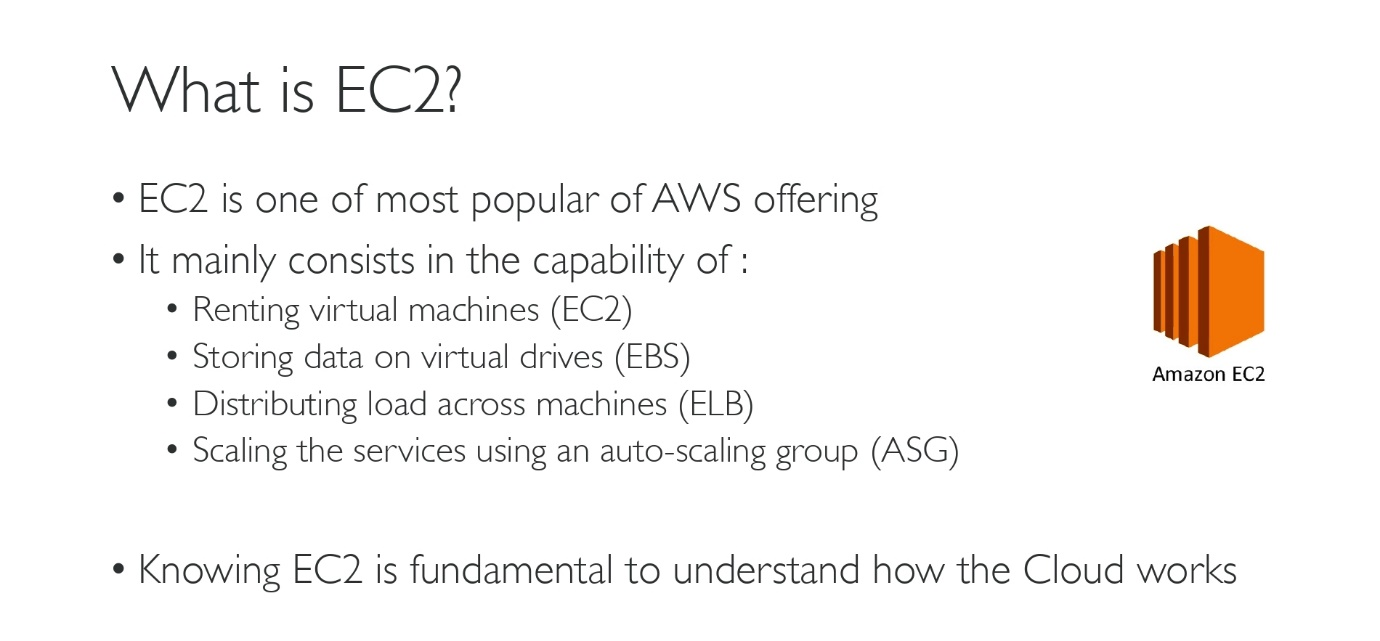 What is EC2?
• EC2 is one of most popular of AWS offering
• It mainly consists in the capability of :
• Renting virtual machines (EC2)
• Storing data on virtual drives (EBS)
• Distributing load across machines (ELB)
• Scaling the services using an auto-scaling group (ASG)
Amazon EC2
• Knowing EC2 is fundamental to understand how the Cloud works